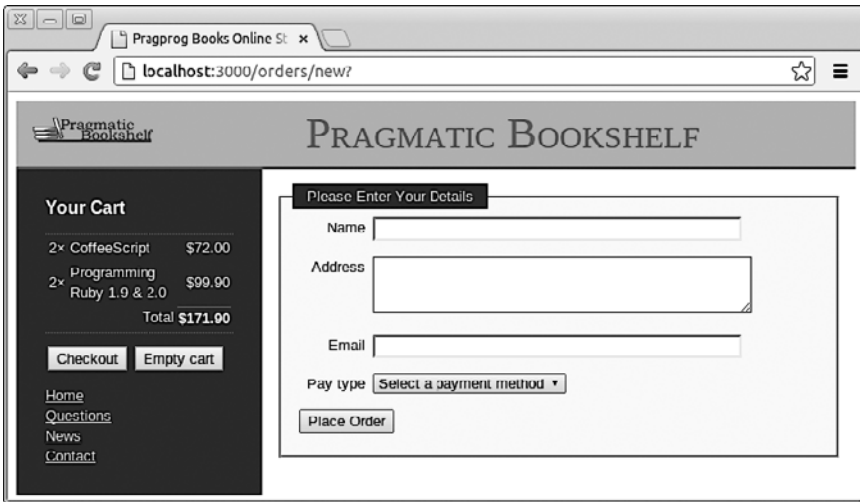 Pragprog Books Online St
localhost:3000/orders/new?
Pragmatic
Bookshelf
PRAGMATIC BOOKSHELF
Your Cart
2× CoffeeScript $72.00
2× Programming
Ruby 1.9 & 2.0 $99.90
Total $171.90
Checkout Empty cart
Home
Questions
News
Contact
Please Enter Your Details
Name
Address
Email
Pay type Select a payment method
Place Order